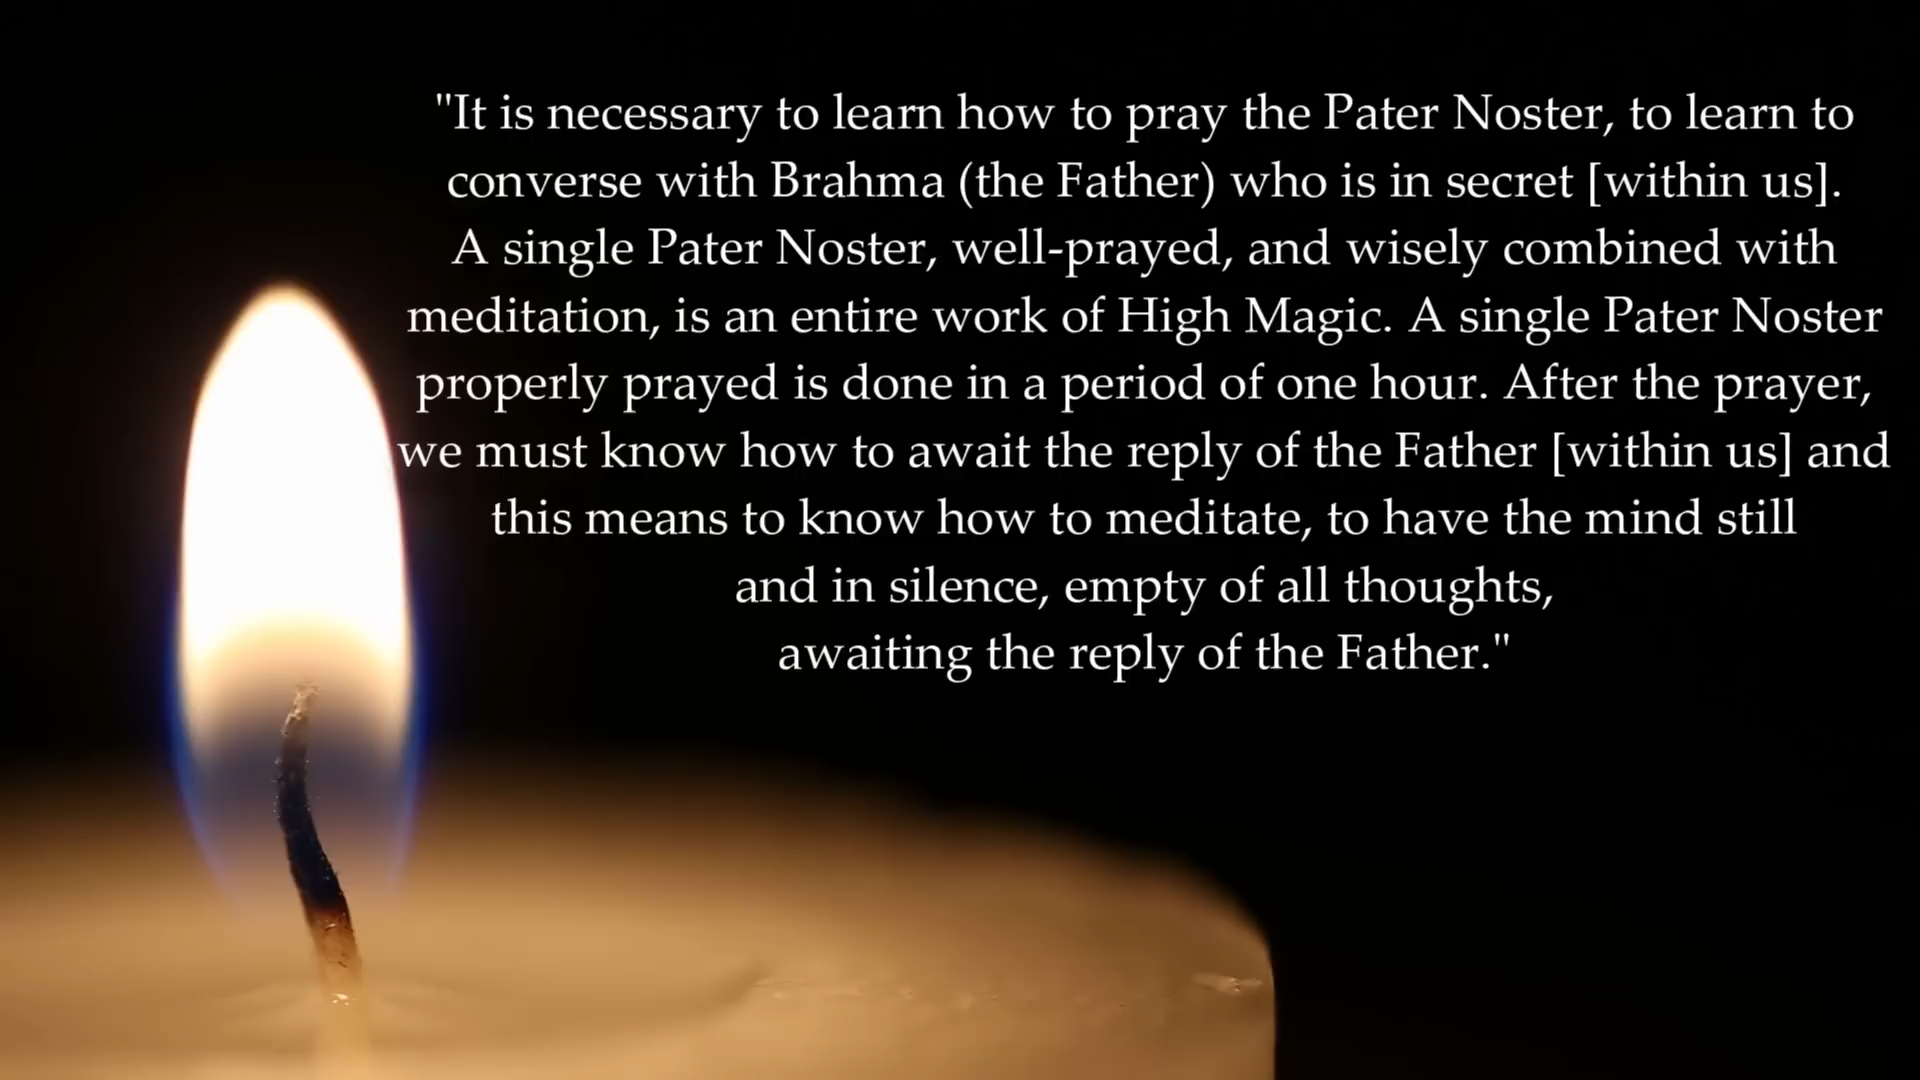 "It is necessary to learn how to pray the Pater Noster, to learn to
converse with Brahma (the Father) who is in secret [within us].
A single Pater Noster, well-prayed, and wisely combined with
meditation, is an entire work of High Magic. A single Pater Noster
properly prayed is done in a period of one hour. After the prayer,
we must know how to await the reply of the Father [within us] and
this means to know how to meditate, to have the mind still
and in silence, empty of all thoughts,
awaiting the reply of the Father."